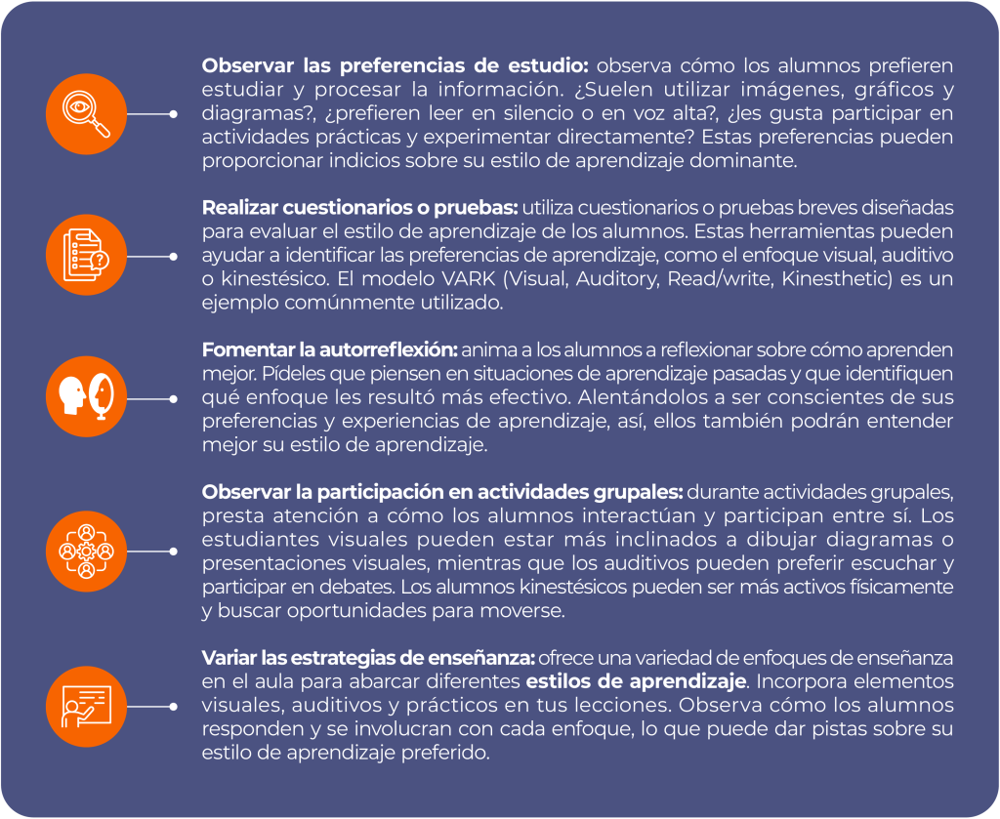 Observar las preferencias de estudio: observa cómo los alumnos prefieren
estudiar y procesar la información. ¿Suelen utilizar imágenes, gráficos y
diagramas?, ¿prefieren leer en silencio o en voz alta?, ¿les gusta participar en
actividades prácticas y experimentar directamente? Estas preferencias pueden
proporcionar indicios sobre su estilo de aprendizaje dominante.
Realizar cuestionarios o pruebas: utiliza cuestionarios o pruebas breves diseñadas
para evaluar el estilo de aprendizaje de los alumnos. Estas herramientas pueden
ayudar a identificar las preferencias de aprendizaje, como el enfoque visual, auditivo
o kinestésico. El modelo VARK (Visual, Auditory, Read/write, Kinesthetic) es un
ejemplo comúnmente utilizado.
Fomentar la autorreflexión: anima a los alumnos a reflexionar sobre cómo aprenden
mejor. Pídeles que piensen en situaciones de aprendizaje pasadas y que identifiquen
qué enfoque les resultó más efectivo. Alentándolos a ser conscientes de sus
preferencias y experiencias de aprendizaje, así, ellos también podrán entender
mejor su estilo de aprendizaje.
Observar la participación en actividades grupales: durante actividades grupales,
presta atención a cómo los alumnos interactúan y participan entre sí. Los
estudiantes visuales pueden estar más inclinados a dibujar diagramas o
presentaciones visuales, mientras que los auditivos pueden preferir escuchar y
participar en debates. Los alumnos kinestésicos pueden ser más activos físicamente
y buscar oportunidades para moverse.
Variar las estrategias de enseñanza: ofrece una variedad de enfoques de enseñanza
en el aula para abarcar diferentes estilos de aprendizaje. Incorpora elementos
visuales, auditivos y prácticos en tus lecciones. Observa cómo los alumnos
responden y se involucran con cada enfoque, lo que puede dar pistas sobre su
estilo de aprendizaje preferido.